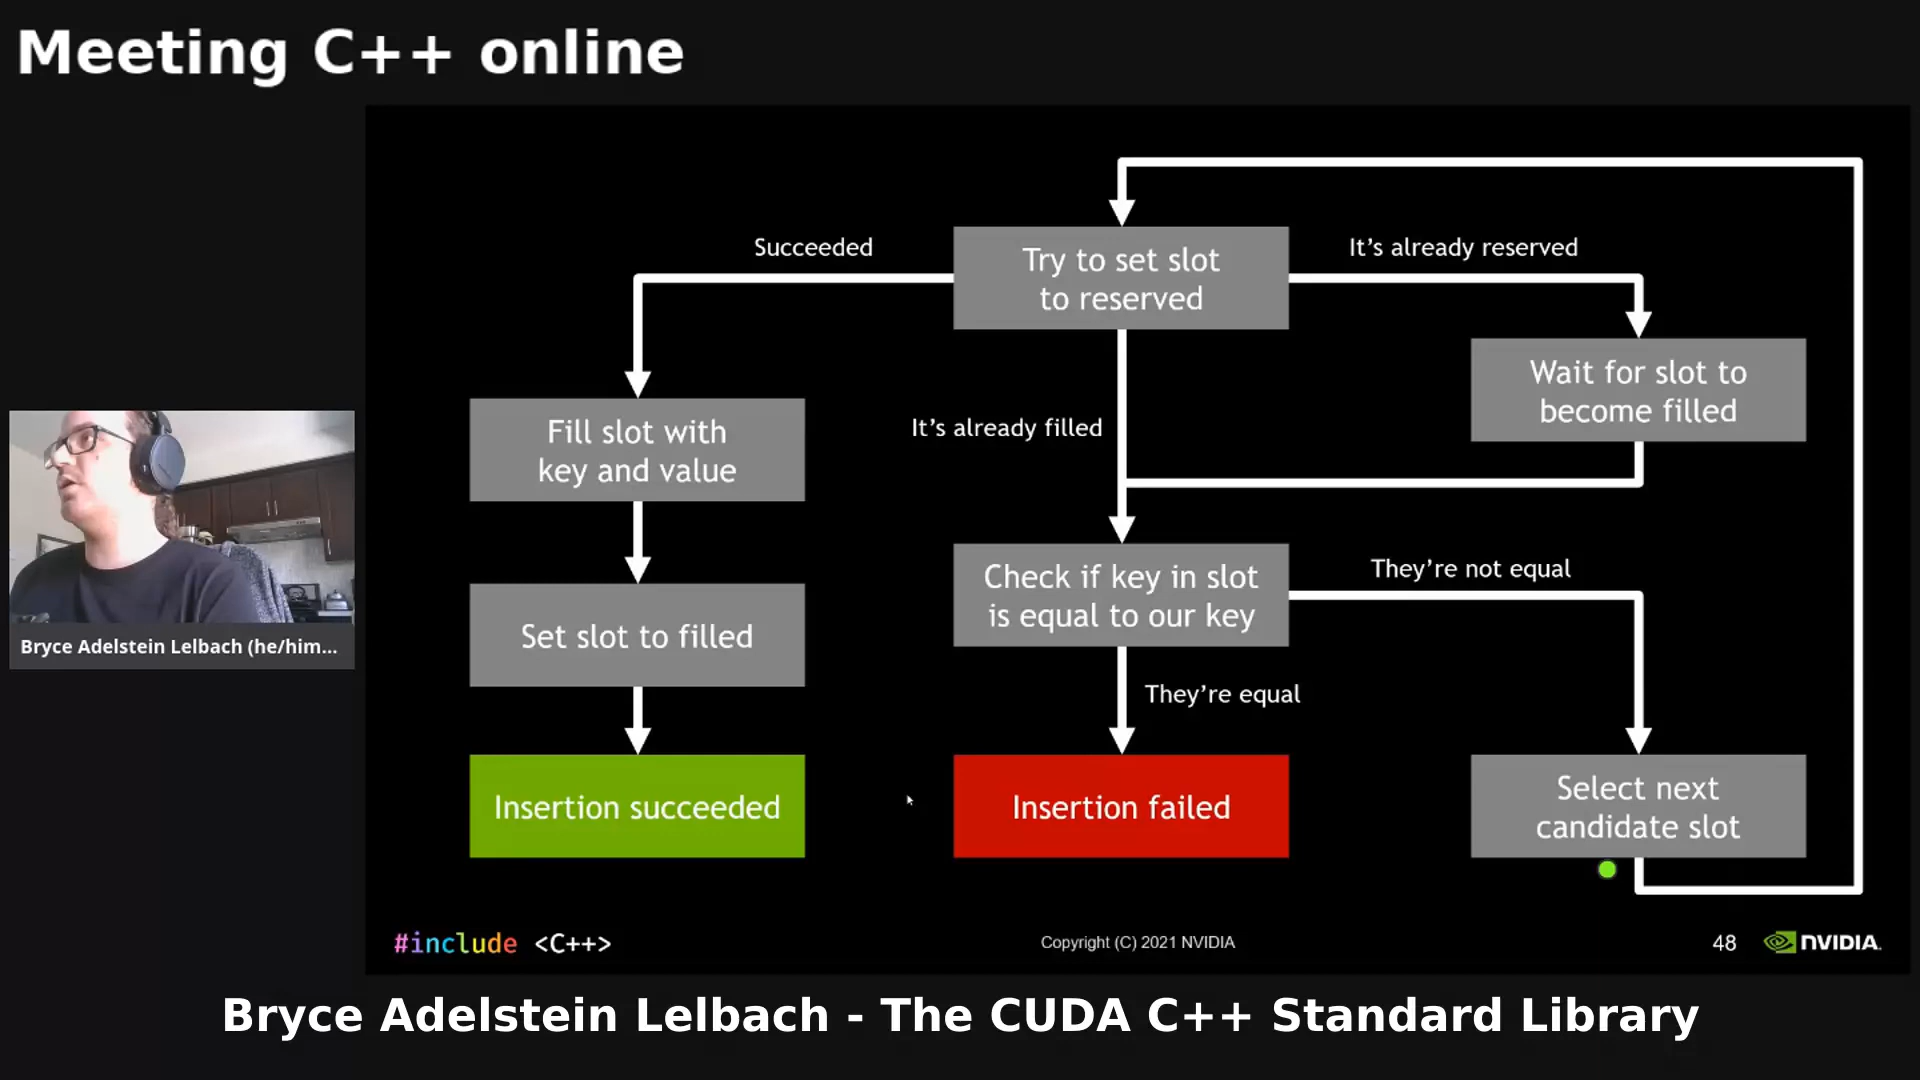 Meeting C++ online
Succeeded
Try to set slot
to reserved
It’s already reserved
Wait for slot to
become filled
Fill slot with
key and value
It’s already filled
Check if key in slot
is equal to our key
They’re not equal
Set slot to filled
They’re equal
Insertion succeeded
Insertion failed
Select next
candidate slot
Bryce Adelstein Lelbach (he/him...
#include <C++>
Copyright (C) 2021 NVIDIA
48
NVIDIA.
Bryce Adelstein Lelbach - The CUDA C++ Standard Library